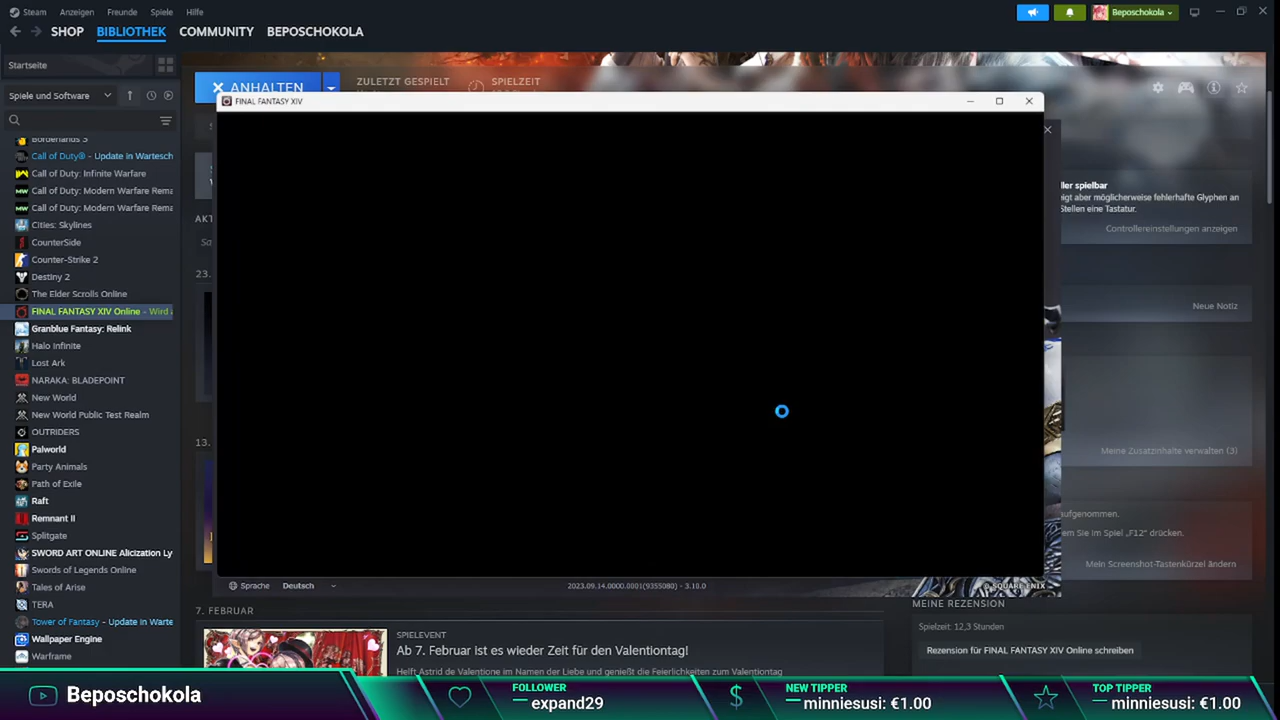 Steam Anzeigen Freunde Spiele Hilfe
Beposchokola
SHOP BIBLIOTHEK COMMUNITY BEPOSCHOKOLA
Startseite
Spiele und Software
ANHALTEN
ZULETZT GESPIELT
SPIELZEIT
FINAL FANTASY XIV
Borderlands 3
Call of Duty® - Update in Wartesch
Call of Duty: Infinite Warfare
Call of Duty: Modern Warfare Rema
Call of Duty: Modern Warfare Rema
Cities: Skylines
CounterSide
Counter-Strike 2
Destiny 2
The Elder Scrolls Online
FINAL FANTASY XIV Online - Wird a
Granblue Fantasy: Relink
Halo Infinite
Lost Ark
NARAKA: BLADEPOINT
New World
New World Public Test Realm
OUTRIDERS
Palworld
Party Animals
Path of Exile
Raft
Remnant II
Splitgate
SWORD ART ONLINE Alicization Ly
Swords of Legends Online
Tales of Arise
TERA
Tower of Fantasy - Update in Warte
Wallpaper Engine
Warframe
AKT
23.
13.
ller spielbar
igt aber möglicherweise fehlerhafte Glyphen an
Stellen eine Tastatur.
Controllereinstellungen anzeigen
Neue Notiz
Meine Zusatzinhalte verwalten (3)
aufgenommen.
em Sie im Spiel „F12" drücken.
Mein Screenshot-Tastenkürzel ändern
Sprache Deutsch
2023.09.14.0000.0001(9355080) - 3.10.0
© SQUARE ENIX
7. FEBRUAR
SPIELEVENT
Ab 7. Februar ist es wieder Zeit für den Valentiontag!
Helft Astrid de Valentione im Namen der Liebe und genießt die Feierlichkeiten zum Valentiontag
MEINE REZENSION
Spielzeit: 12,3 Stunden
Rezension für FINAL FANTASY XIV Online schreiben
Beposchokola
FOLLOWER
expand29
NEW TIPPER
minniesusi: €1.00
TOP TIPPER
minniesusi: €1.00